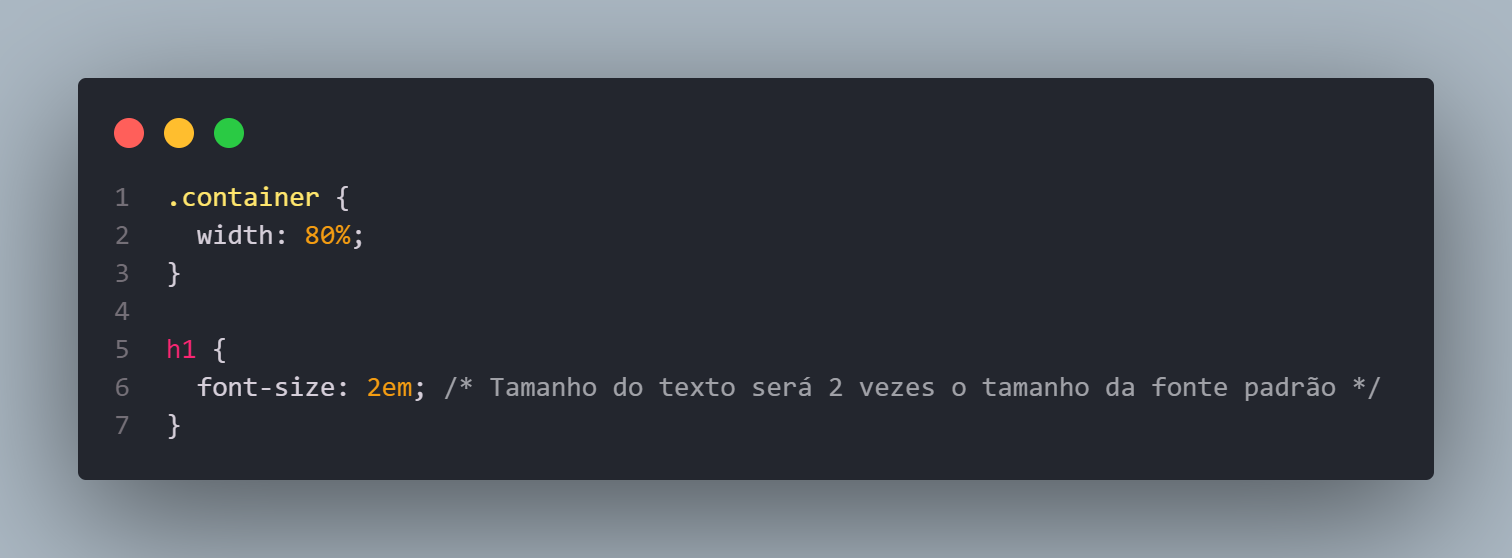 1 .container {
2   width: 80%;
3 }
4
5 h1 {
6   font-size: 2em; /* Tamanho do texto será 2 vezes o tamanho da fonte padrão */
7 }